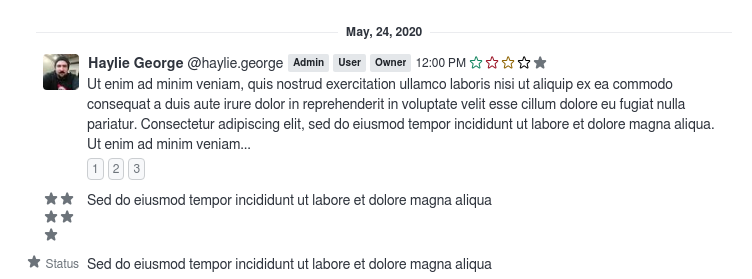 May, 24, 2020
Haylie George @haylie.george Admin User Owner 12:00 PM
Ut enim ad minim veniam, quis nostrud exercitation ullamco laboris nisi ut aliquip ex ea commodo
consequat a duis aute irure dolor in reprehenderit in voluptate velit esse cillum dolore eu fugiat nulla
pariatur. Consectetur adipiscing elit, sed do eiusmod tempor incididunt ut labore et dolore magna aliqua.
Ut enim ad minim veniam...
1 2 3
Sed do eiusmod tempor incididunt ut labore et dolore magna aliqua
Status Sed do eiusmod tempor incididunt ut labore et dolore magna aliqua